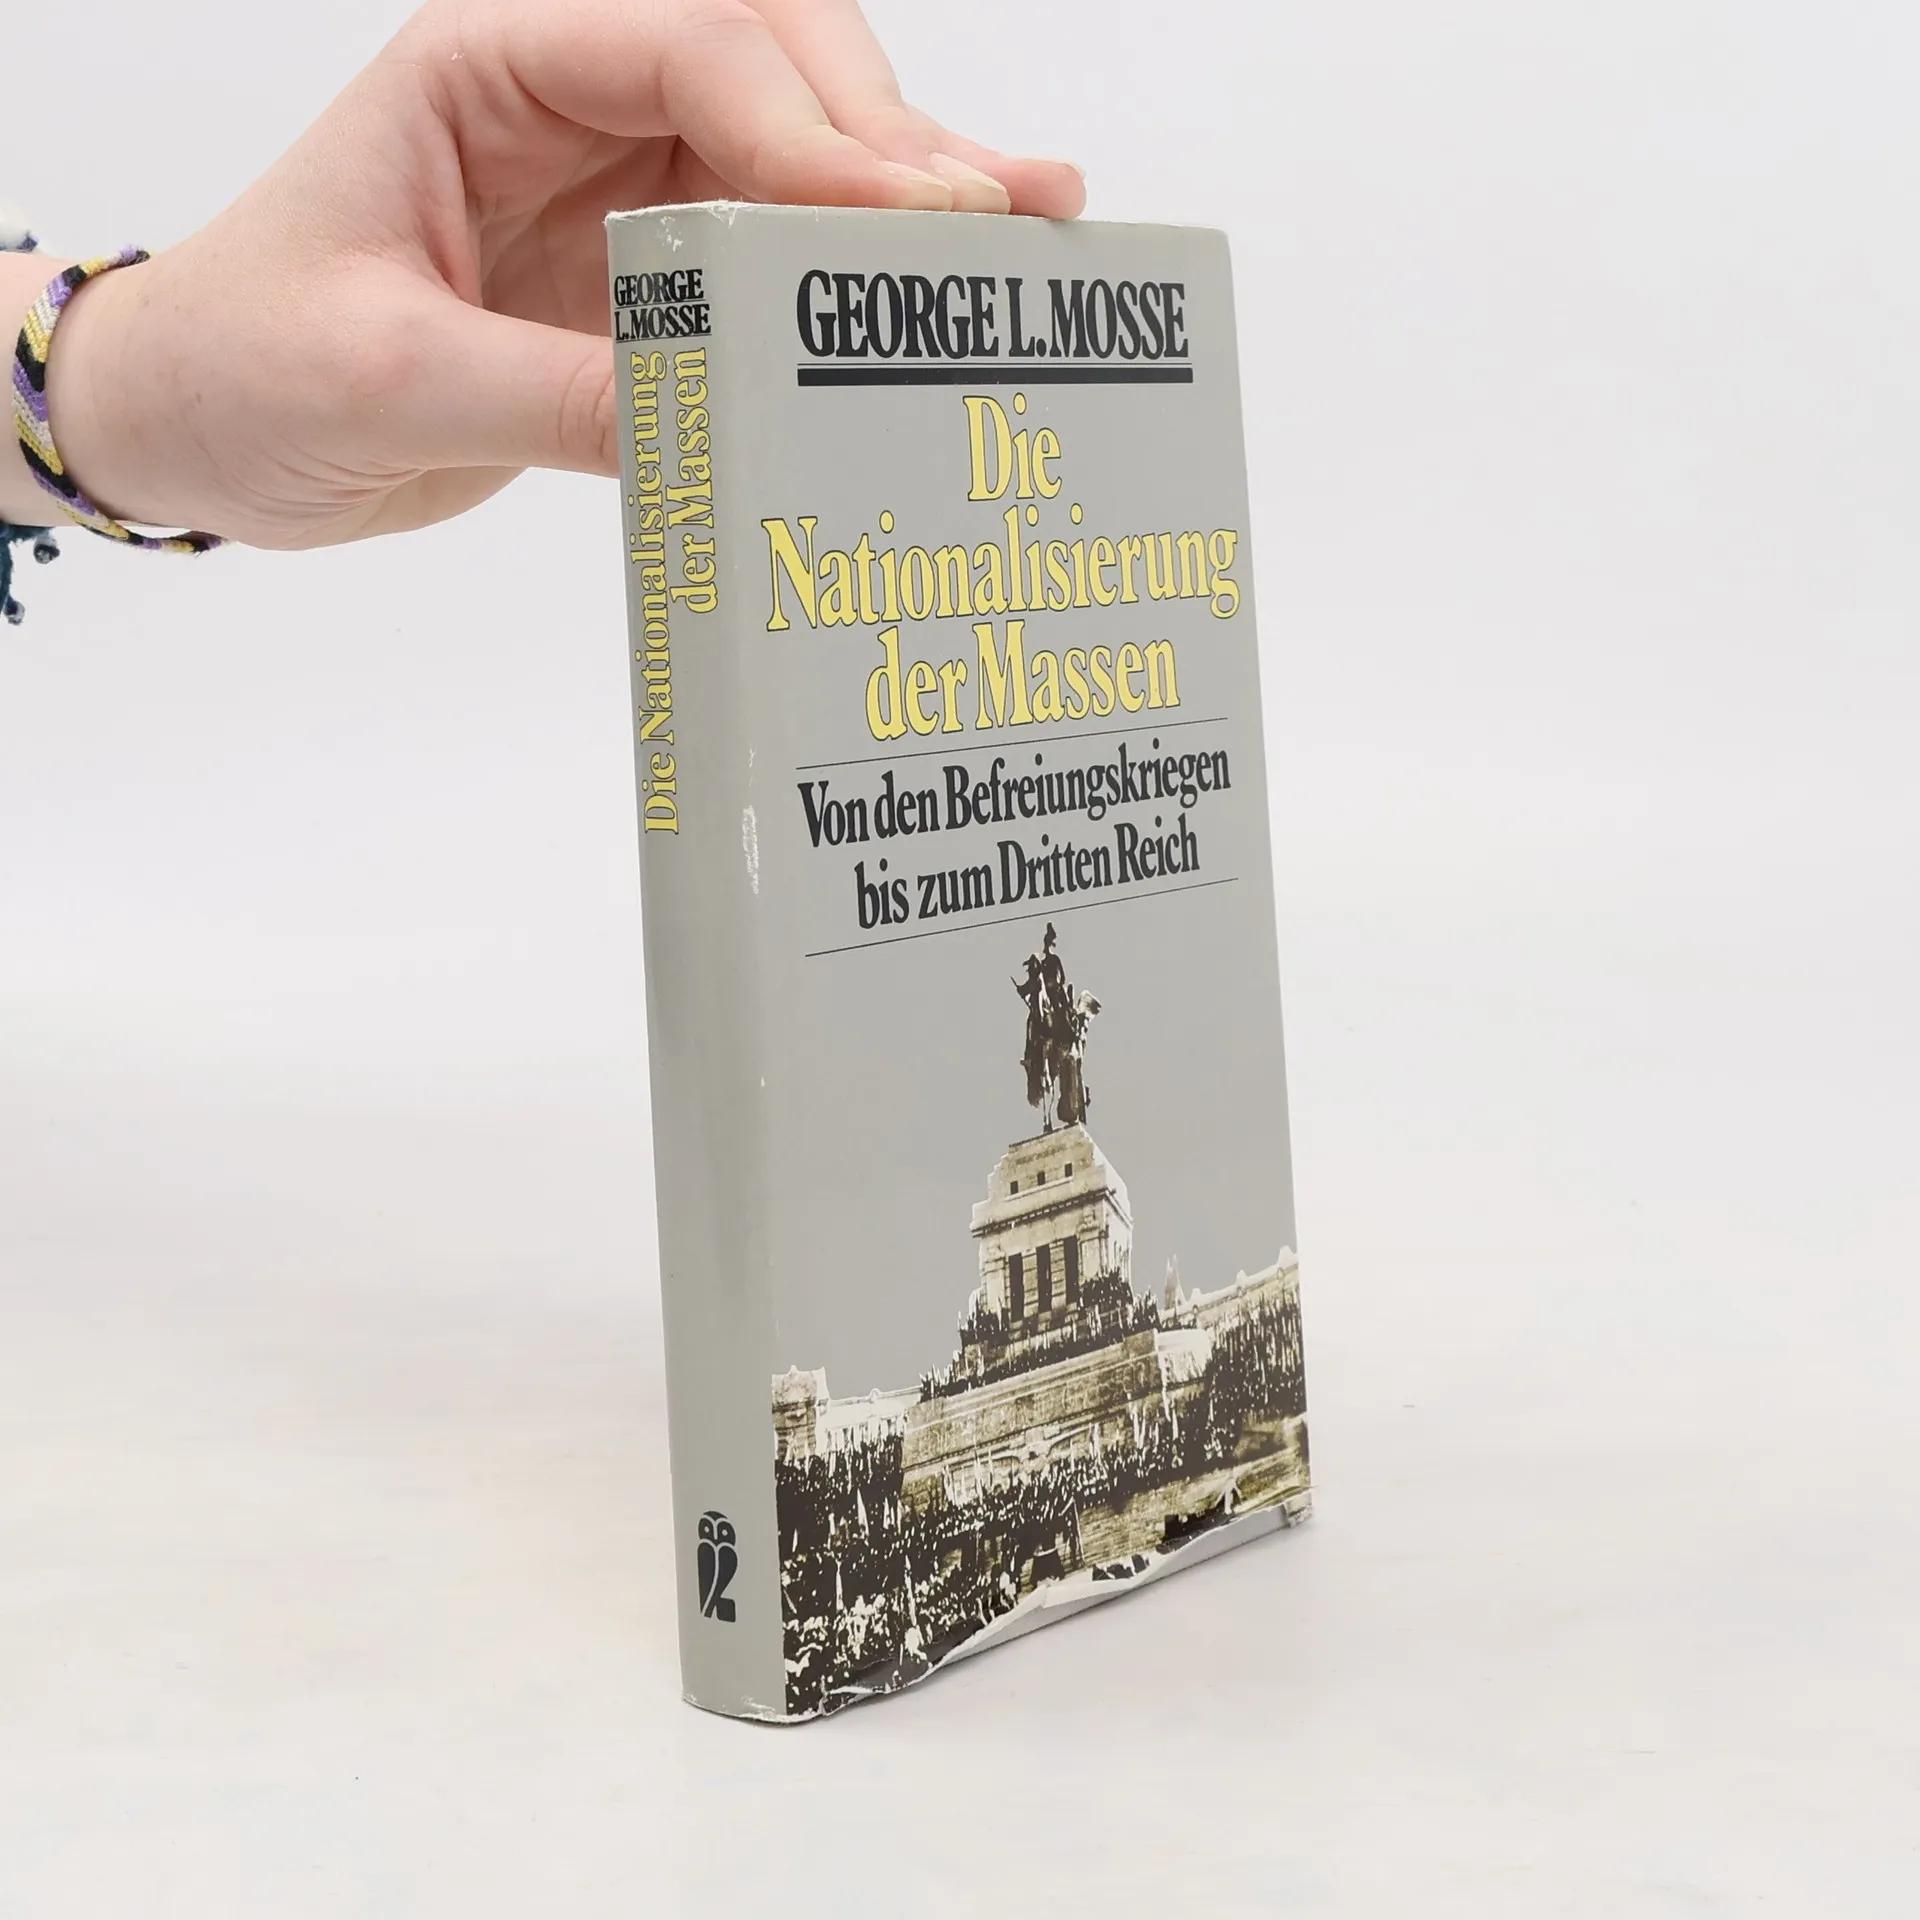 GEORGE
L.MOSSE
Die Nationalisierung
der Massen
GEORGE L.MOSSE
Die
Nationalisierung
der Massen
Von den Befreiungskriegen
bis zum Dritten Reich